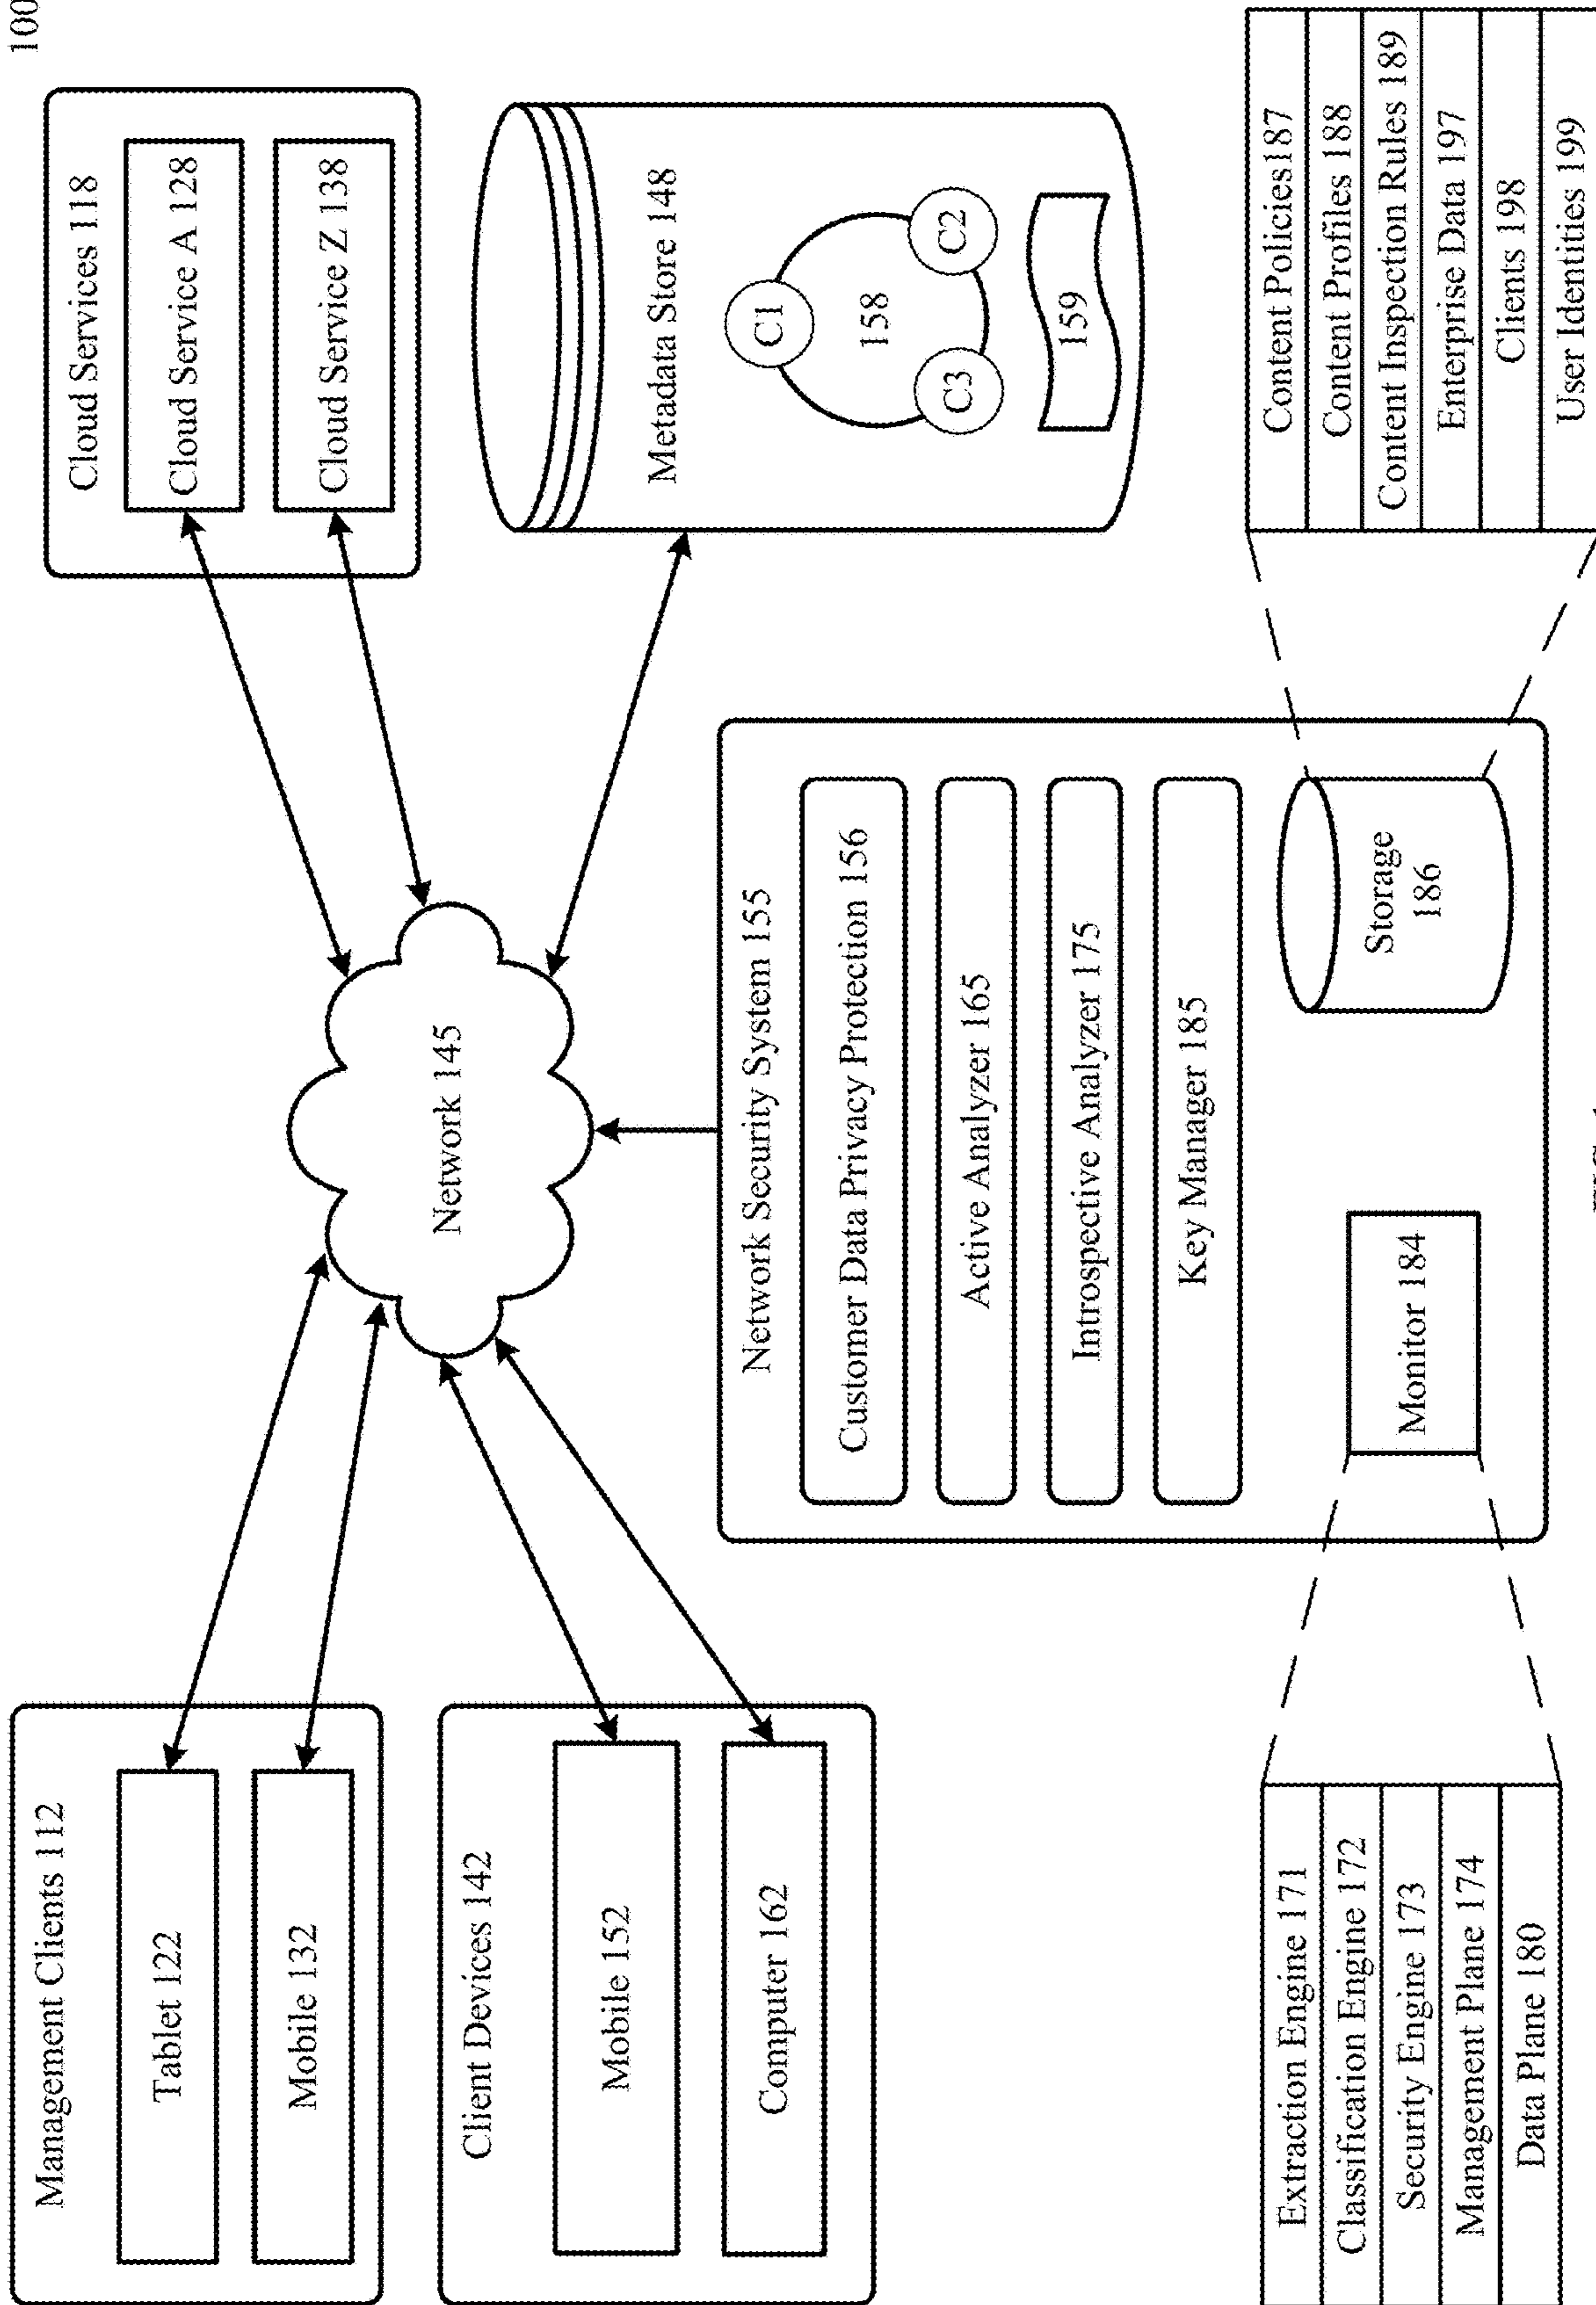 100
Management Clients 112
Tablet 122
Mobile 132
Client Devices 142
Mobile 152
Computer 162
Network 145
Cloud Services 118
Cloud Service A 128
Cloud Service Z 138
Metadata Store 148
C1
158
C3
C2
159
Network Security System 155
Customer Data Privacy Protection 156
Active Analyzer 165
Introspective Analyzer 175
Key Manager 185
Monitor 184
Storage
186
Extraction Engine 171
Classification Engine 172
Security Engine 173
Management Plane 174
Data Plane 180
Content Policies187
Content Profiles 188
Content Inspection Rules 189
Enterprise Data 197
Clients 198
User Identities 199